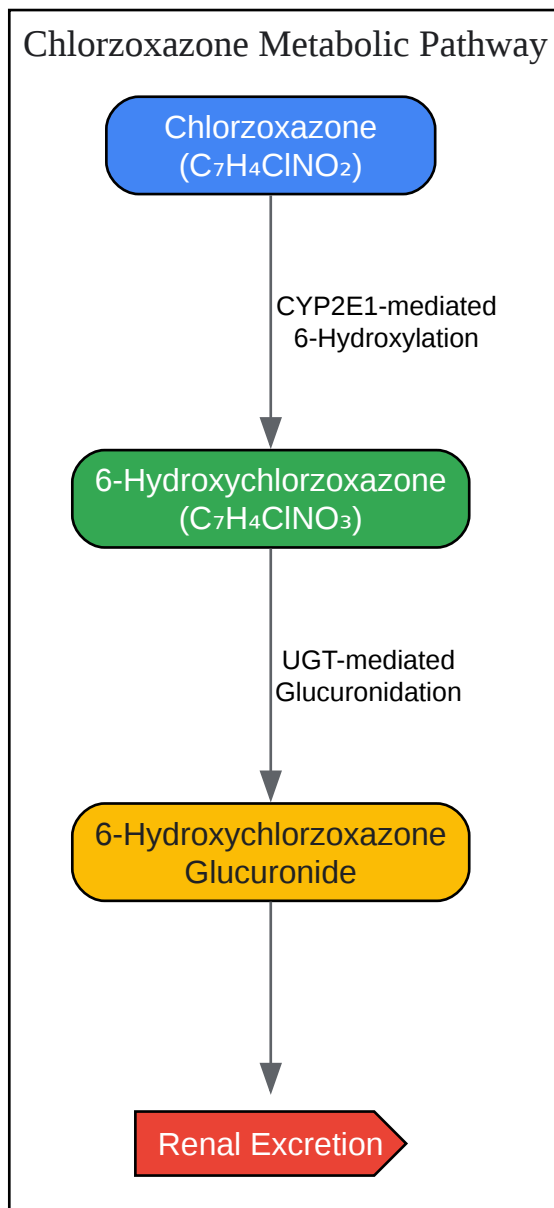 Chlorzoxazone Metabolic Pathway
Chlorzoxazone
(C₇H₄ClNO₂)
CYP2E1-mediated
6-Hydroxylation
6-Hydroxychlorzoxazone
(C₇H₄ClNO₃)
UGT-mediated
Glucuronidation
6-Hydroxychlorzoxazone
Glucuronide
Renal Excretion